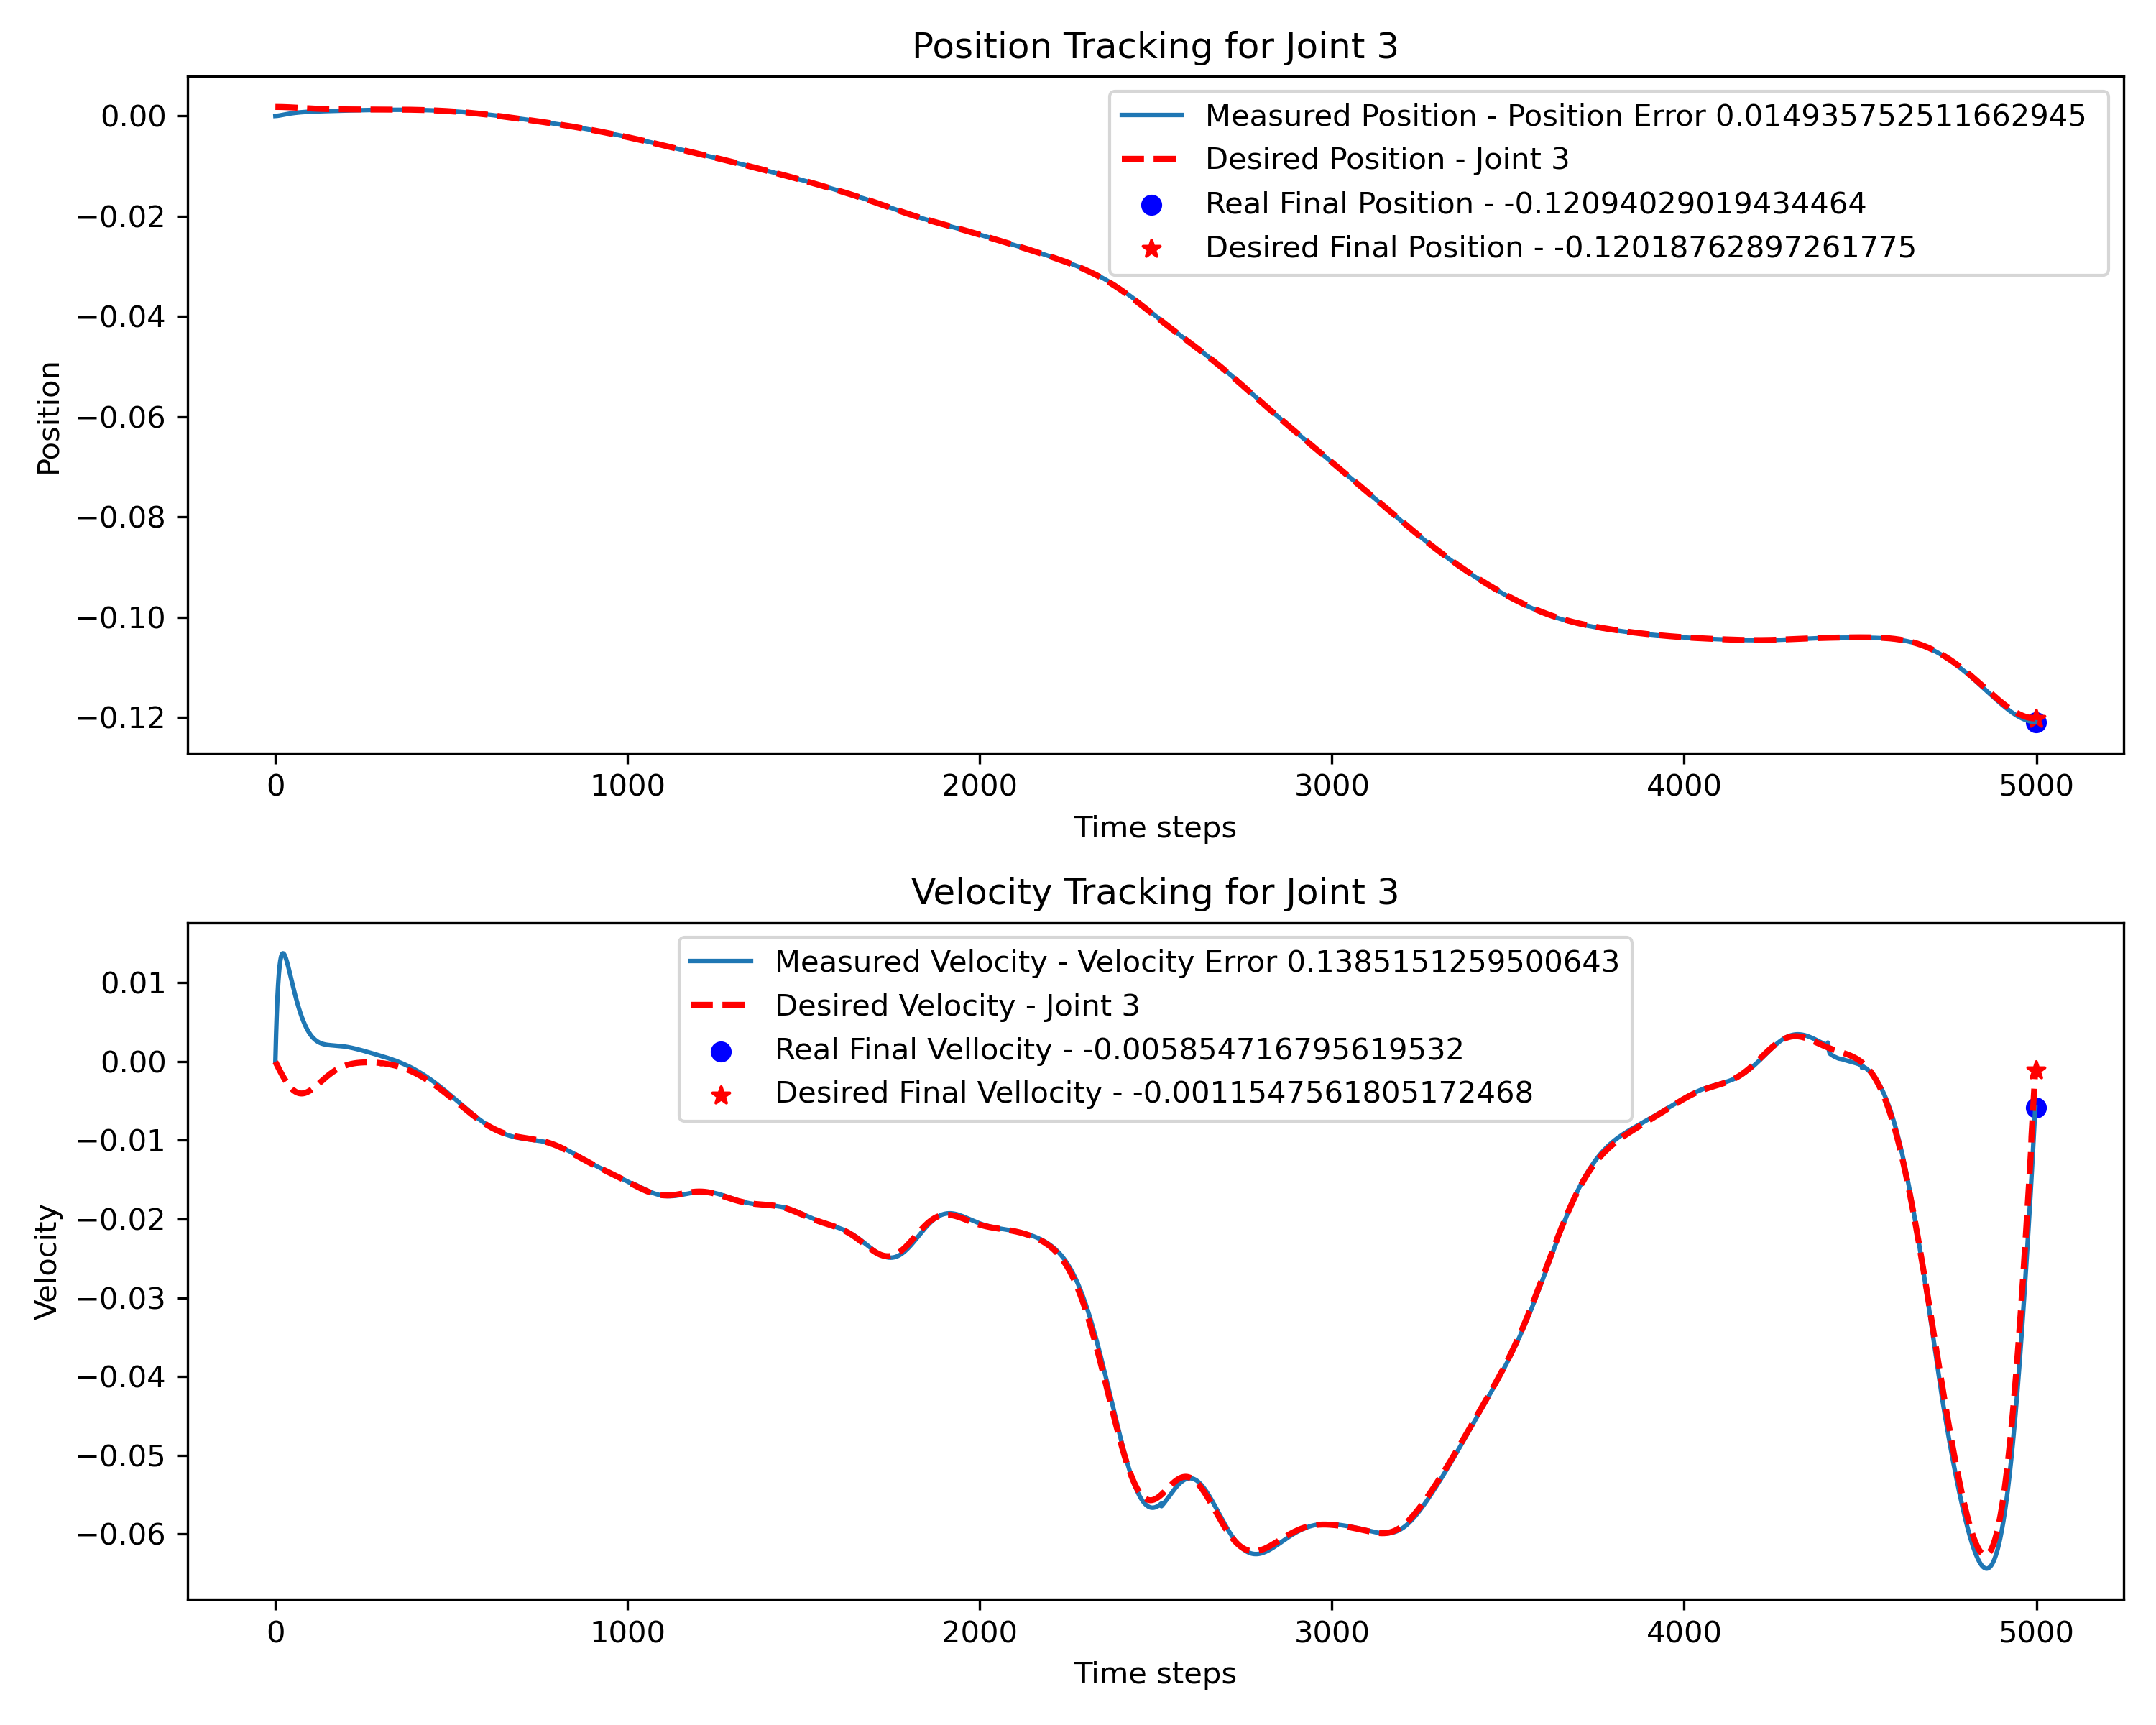 Position Tracking for Joint 3
0.00
−0.02
−0.04
−0.06
−0.08
−0.10
−0.12
Position
Measured Position - Position Error 0.014935752511662945
Desired Position - Joint 3
Real Final Position - -0.12094029019434464
Desired Final Position - -0.12018762897261775
0 1000 2000 3000 4000 5000
Time steps
Velocity Tracking for Joint 3
0.01
0.00
−0.01
−0.02
−0.03
−0.04
−0.05
−0.06
Velocity
Measured Velocity - Velocity Error 0.1385151259500643
Desired Velocity - Joint 3
Real Final Vellocity - -0.005854716795619532
Desired Final Vellocity - -0.0011547561805172468
0 1000 2000 3000 4000 5000
Time steps